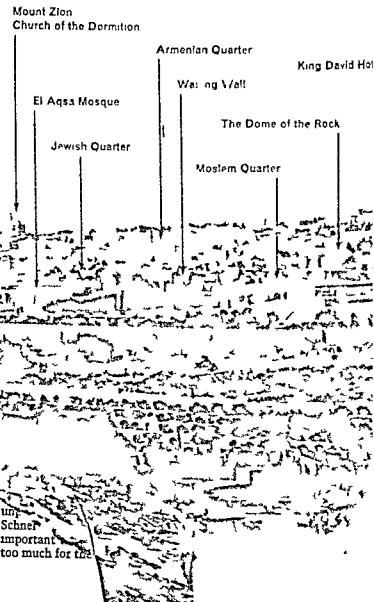 Mount Zion
Church of the Dormition
Armenian Quarter
King David Hot
Wailing Wall
El Aqsa Mosque
The Dome of the Rock
Jewish Quarter
Moslem Quarter
Schner
important
too much for the